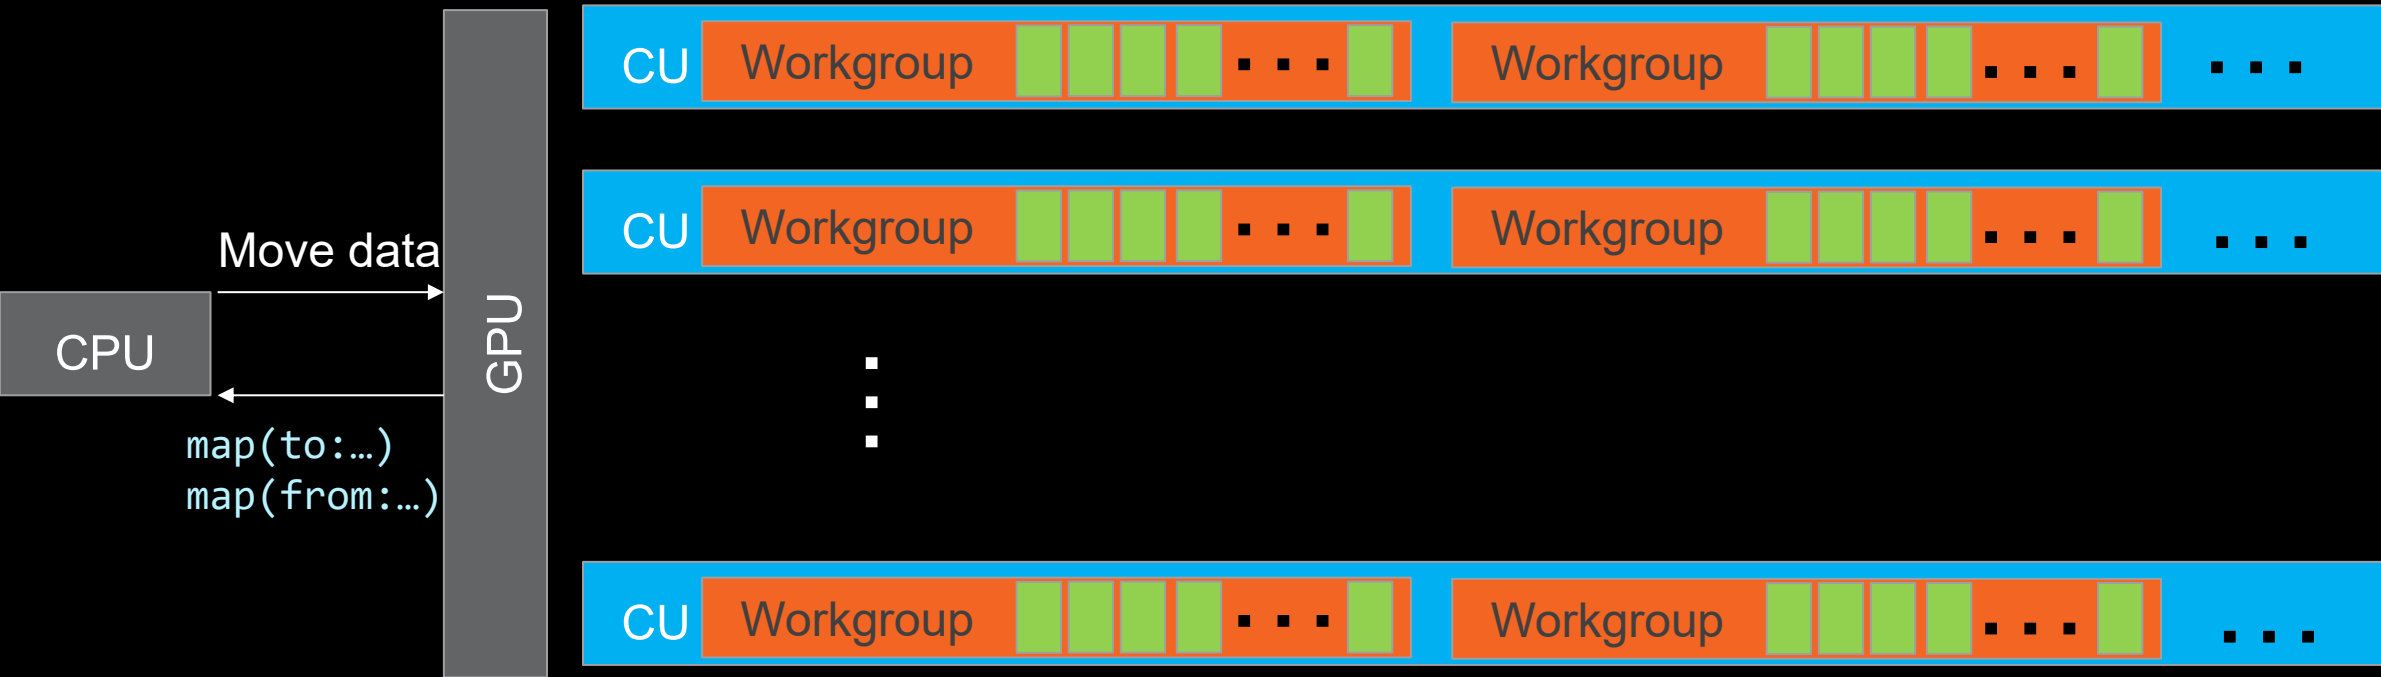 CU Workgroup ... Workgroup ... ...
CU Workgroup ... Workgroup ... ...
Move data
CPU
GPU
map(to:…)
map(from:…)
CU Workgroup ... Workgroup ... ...